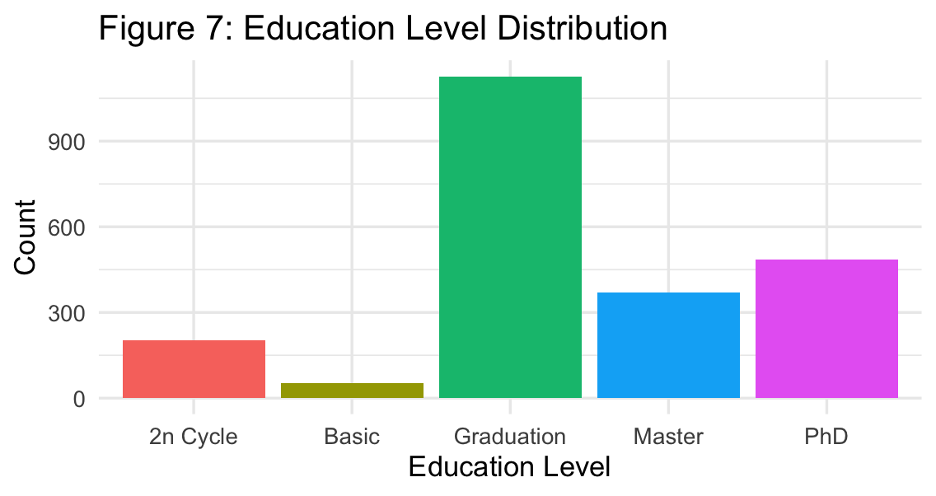 Figure 7: Education Level Distribution
Count
900
600
300
0
2n Cycle Basic Graduation Master PhD
Education Level